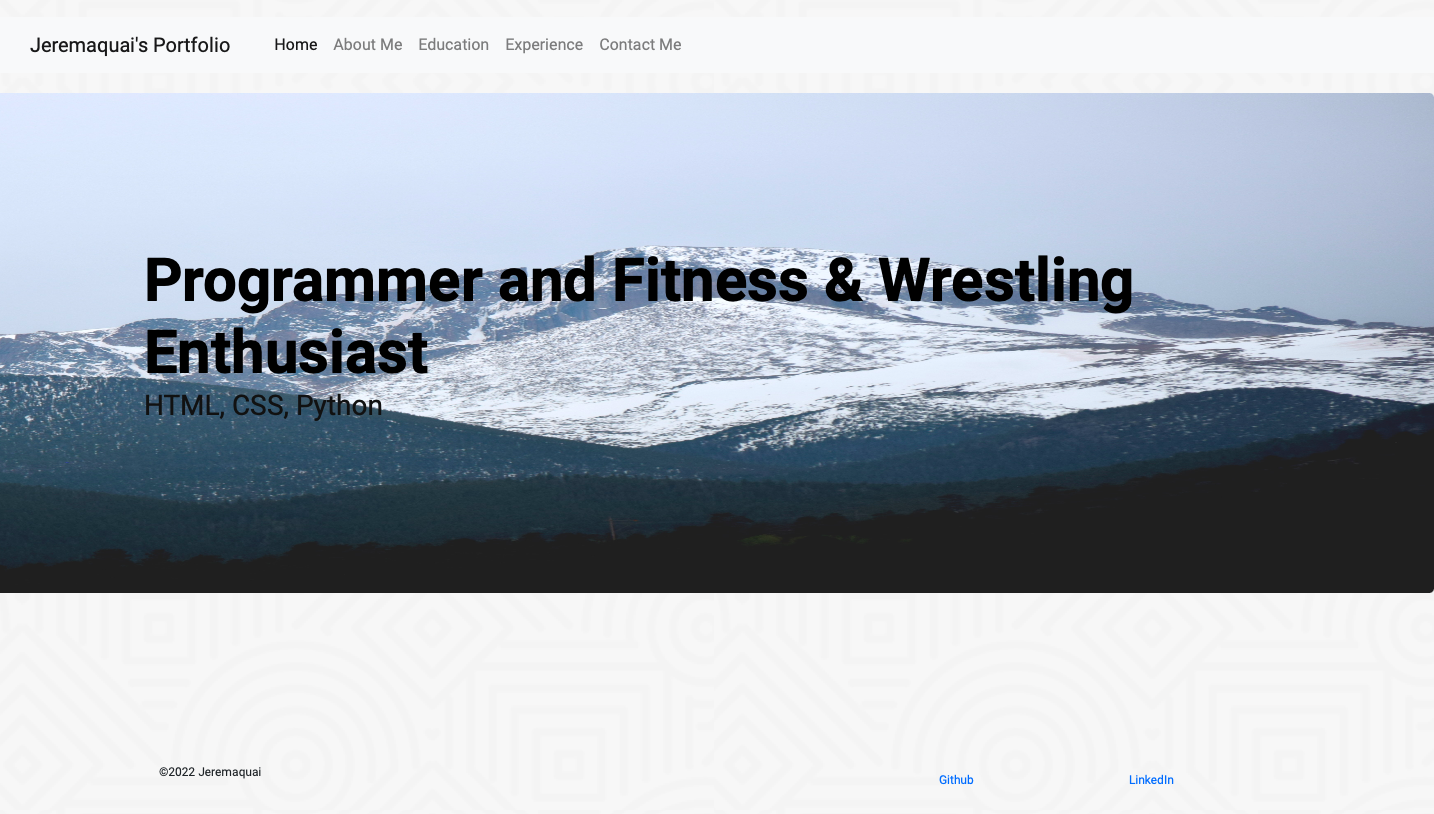 Jeremaquai's Portfolio Home About Me Education Experience Contact Me
Programmer and Fitness & Wrestling
Enthusiast
HTML, CSS, Python
©2022 Jeremaquai
Github LinkedIn